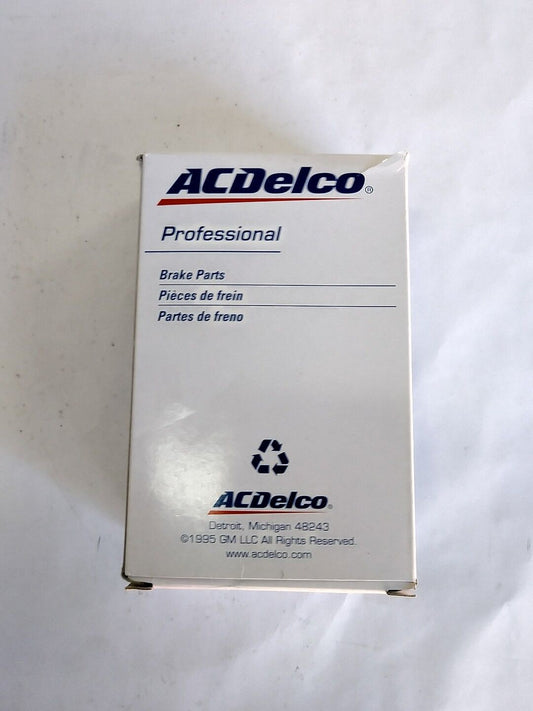 ACDelco®
Professional
Brake Parts
Pièces de frein
Partes de freno
ACDelco®
Detroit, Michigan 48243
©1995 GM LLC All Rights Reserved.
www.acdelco.com